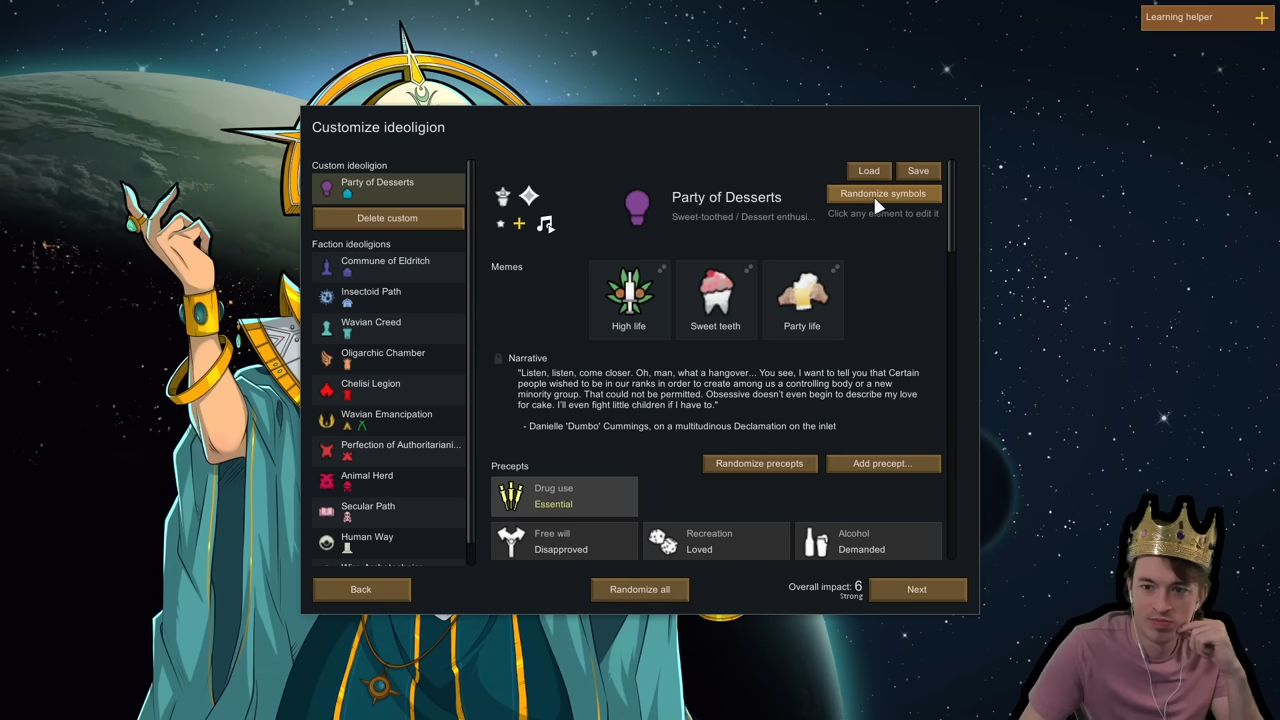 Learning helper
Customize ideoligion
Custom ideoligion
Party of Desserts
Delete custom
Faction ideoligions
Commune of Eldritch
Insectoid Path
Wavian Creed
Oligarchic Chamber
Chelisi Legion
Wavian Emancipation
Perfection of Authoritariani...
Animal Herd
Secular Path
Human Way
Load
Save
Party of Desserts
Randomize symbols
Sweet-toothed / Dessert enthusi...
Click any element to edit it
Memes
High life
Sweet teeth
Party life
Narrative
"Listen, listen, come closer. Oh, man, what a hangover... You see, I want to tell you that Certain
people wished to be in our ranks in order to create among us a controlling body or a new
minority group. That could not be permitted. Obsessive doesn't even begin to describe my love
for cake. I'll even fight little children if I have to."
- Danielle 'Dumbo' Cummings, on a multitudinous Declaration on the inlet
Precepts
Randomize precepts
Add precept...
Drug use
Essential
Free will
Disapproved
Recreation
Loved
Alcohol
Demanded
Back
Randomize all
Overall impact: 6
Strong
Next